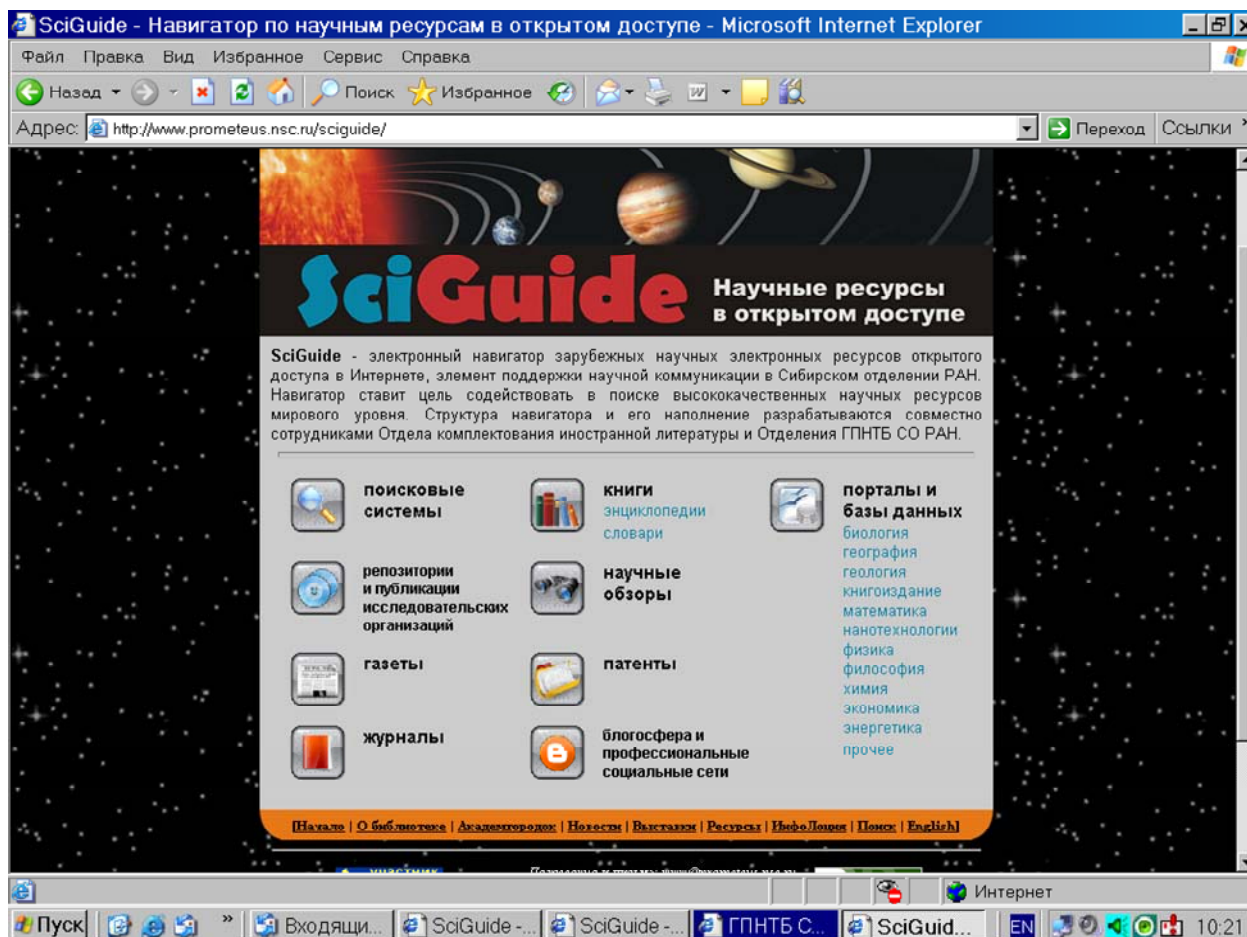 SciGuide - Навигатор по научным ресурсам в открытом доступе - Microsoft Internet Explorer
Файл Правка Вид Избранное Сервис Справка
Назад Поиск Избранное
Адрес: http://www.prometeus.nsc.ru/sciguide/ Переход Ссылки »
SciGuide
Научные ресурсы
в открытом доступе
SciGuide - электронный навигатор зарубежных научных электронных ресурсов открытого
доступа в Интернете, элемент поддержки научной коммуникации в Сибирском отделении РАН.
Навигатор ставит цель содействовать в поиске высококачественных научных ресурсов
мирового уровня. Структура навигатора и его наполнение разрабатываются совместно
сотрудниками Отдела комплектования иностранной литературы и Отделения ГПНТБ СО РАН.
поисковые
системы
репозитории
и публикации
исследовательских
организаций
газеты
журналы
книги
энциклопедии
словари
научные
обзоры
патенты
блогосфера и
профессиональные
социальные сети
порталы и
базы данных
биология
география
геология
книгоиздание
математика
нанотехнологии
физика
философия
химия
экономика
энергетика
прочее
[Начало | О библиотеке | Академгородок | Новости | Выставки | Ресурсы | ИнфоЛоция | Поиск | English]
участник
Интернет
Пуск » Входящи... SciGuide -... SciGuide -... ГПНТБ С... SciGuid... EN 10:21